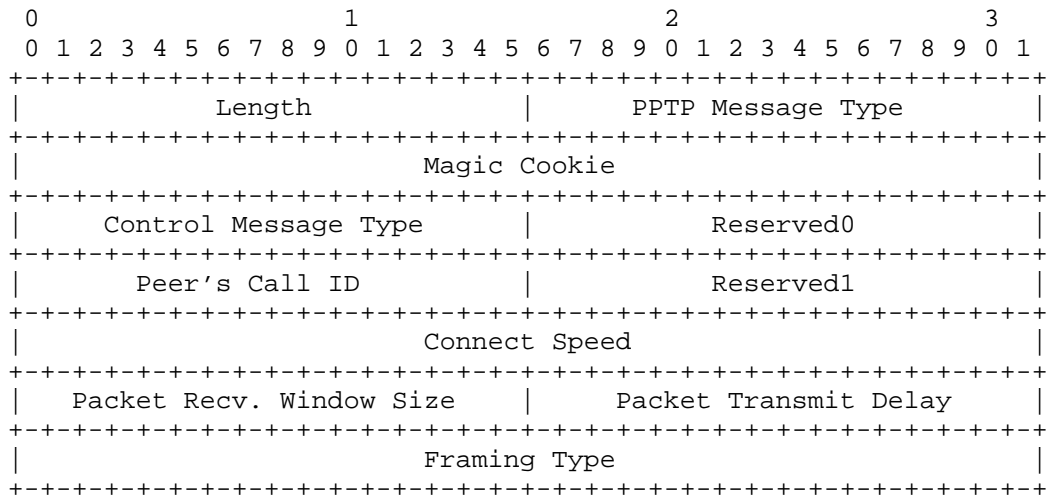 0                   1                   2                   3
 0 1 2 3 4 5 6 7 8 9 0 1 2 3 4 5 6 7 8 9 0 1 2 3 4 5 6 7 8 9 0 1
+-+-+-+-+-+-+-+-+-+-+-+-+-+-+-+-+-+-+-+-+-+-+-+-+-+-+-+-+-+-+-+-+
|            Length             |      PPTP Message Type        |
+-+-+-+-+-+-+-+-+-+-+-+-+-+-+-+-+-+-+-+-+-+-+-+-+-+-+-+-+-+-+-+-+
|                         Magic Cookie                          |
+-+-+-+-+-+-+-+-+-+-+-+-+-+-+-+-+-+-+-+-+-+-+-+-+-+-+-+-+-+-+-+-+
|     Control Message Type      |           Reserved0           |
+-+-+-+-+-+-+-+-+-+-+-+-+-+-+-+-+-+-+-+-+-+-+-+-+-+-+-+-+-+-+-+-+
|       Peer’s Call ID          |           Reserved1           |
+-+-+-+-+-+-+-+-+-+-+-+-+-+-+-+-+-+-+-+-+-+-+-+-+-+-+-+-+-+-+-+-+
|                         Connect Speed                         |
+-+-+-+-+-+-+-+-+-+-+-+-+-+-+-+-+-+-+-+-+-+-+-+-+-+-+-+-+-+-+-+-+
|   Packet Recv. Window Size    |     Packet Transmit Delay     |
+-+-+-+-+-+-+-+-+-+-+-+-+-+-+-+-+-+-+-+-+-+-+-+-+-+-+-+-+-+-+-+-+
|                         Framing Type                          |
+-+-+-+-+-+-+-+-+-+-+-+-+-+-+-+-+-+-+-+-+-+-+-+-+-+-+-+-+-+-+-+-+